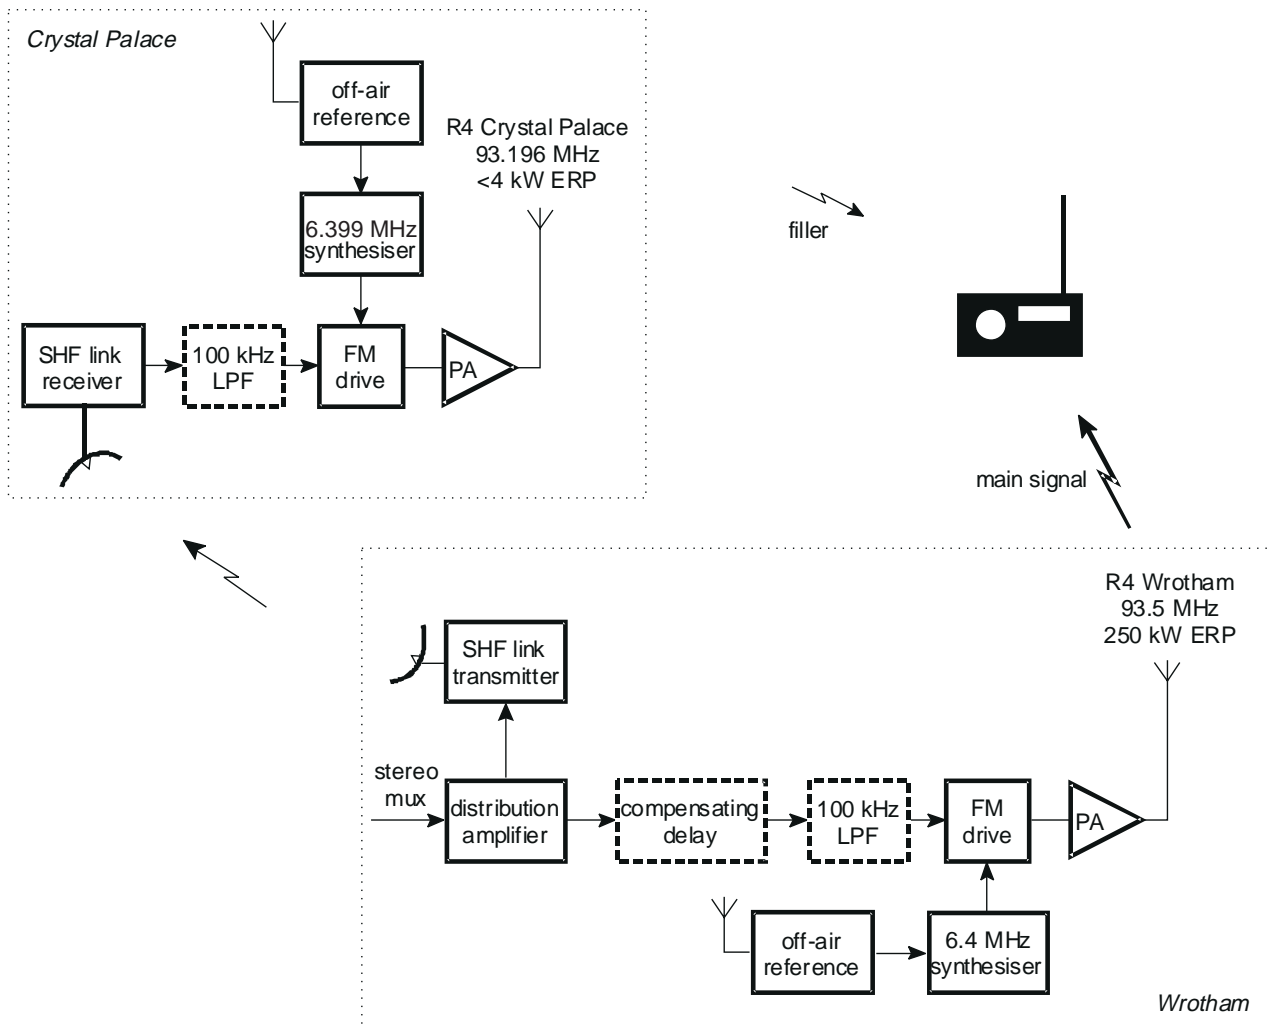 Crystal Palace
off-air
reference
R4 Crystal Palace
93.196 MHz
<4 kW ERP
6.399 MHz
synthesiser
filler
SHF link
receiver
100 kHz
LPF
FM
drive
PA
main signal
R4 Wrotham
93.5 MHz
250 kW ERP
SHF link
transmitter
stereo
mux
distribution
amplifier
compensating
delay
100 kHz
LPF
FM
drive
PA
off-air
reference
6.4 MHz
synthesiser
Wrotham